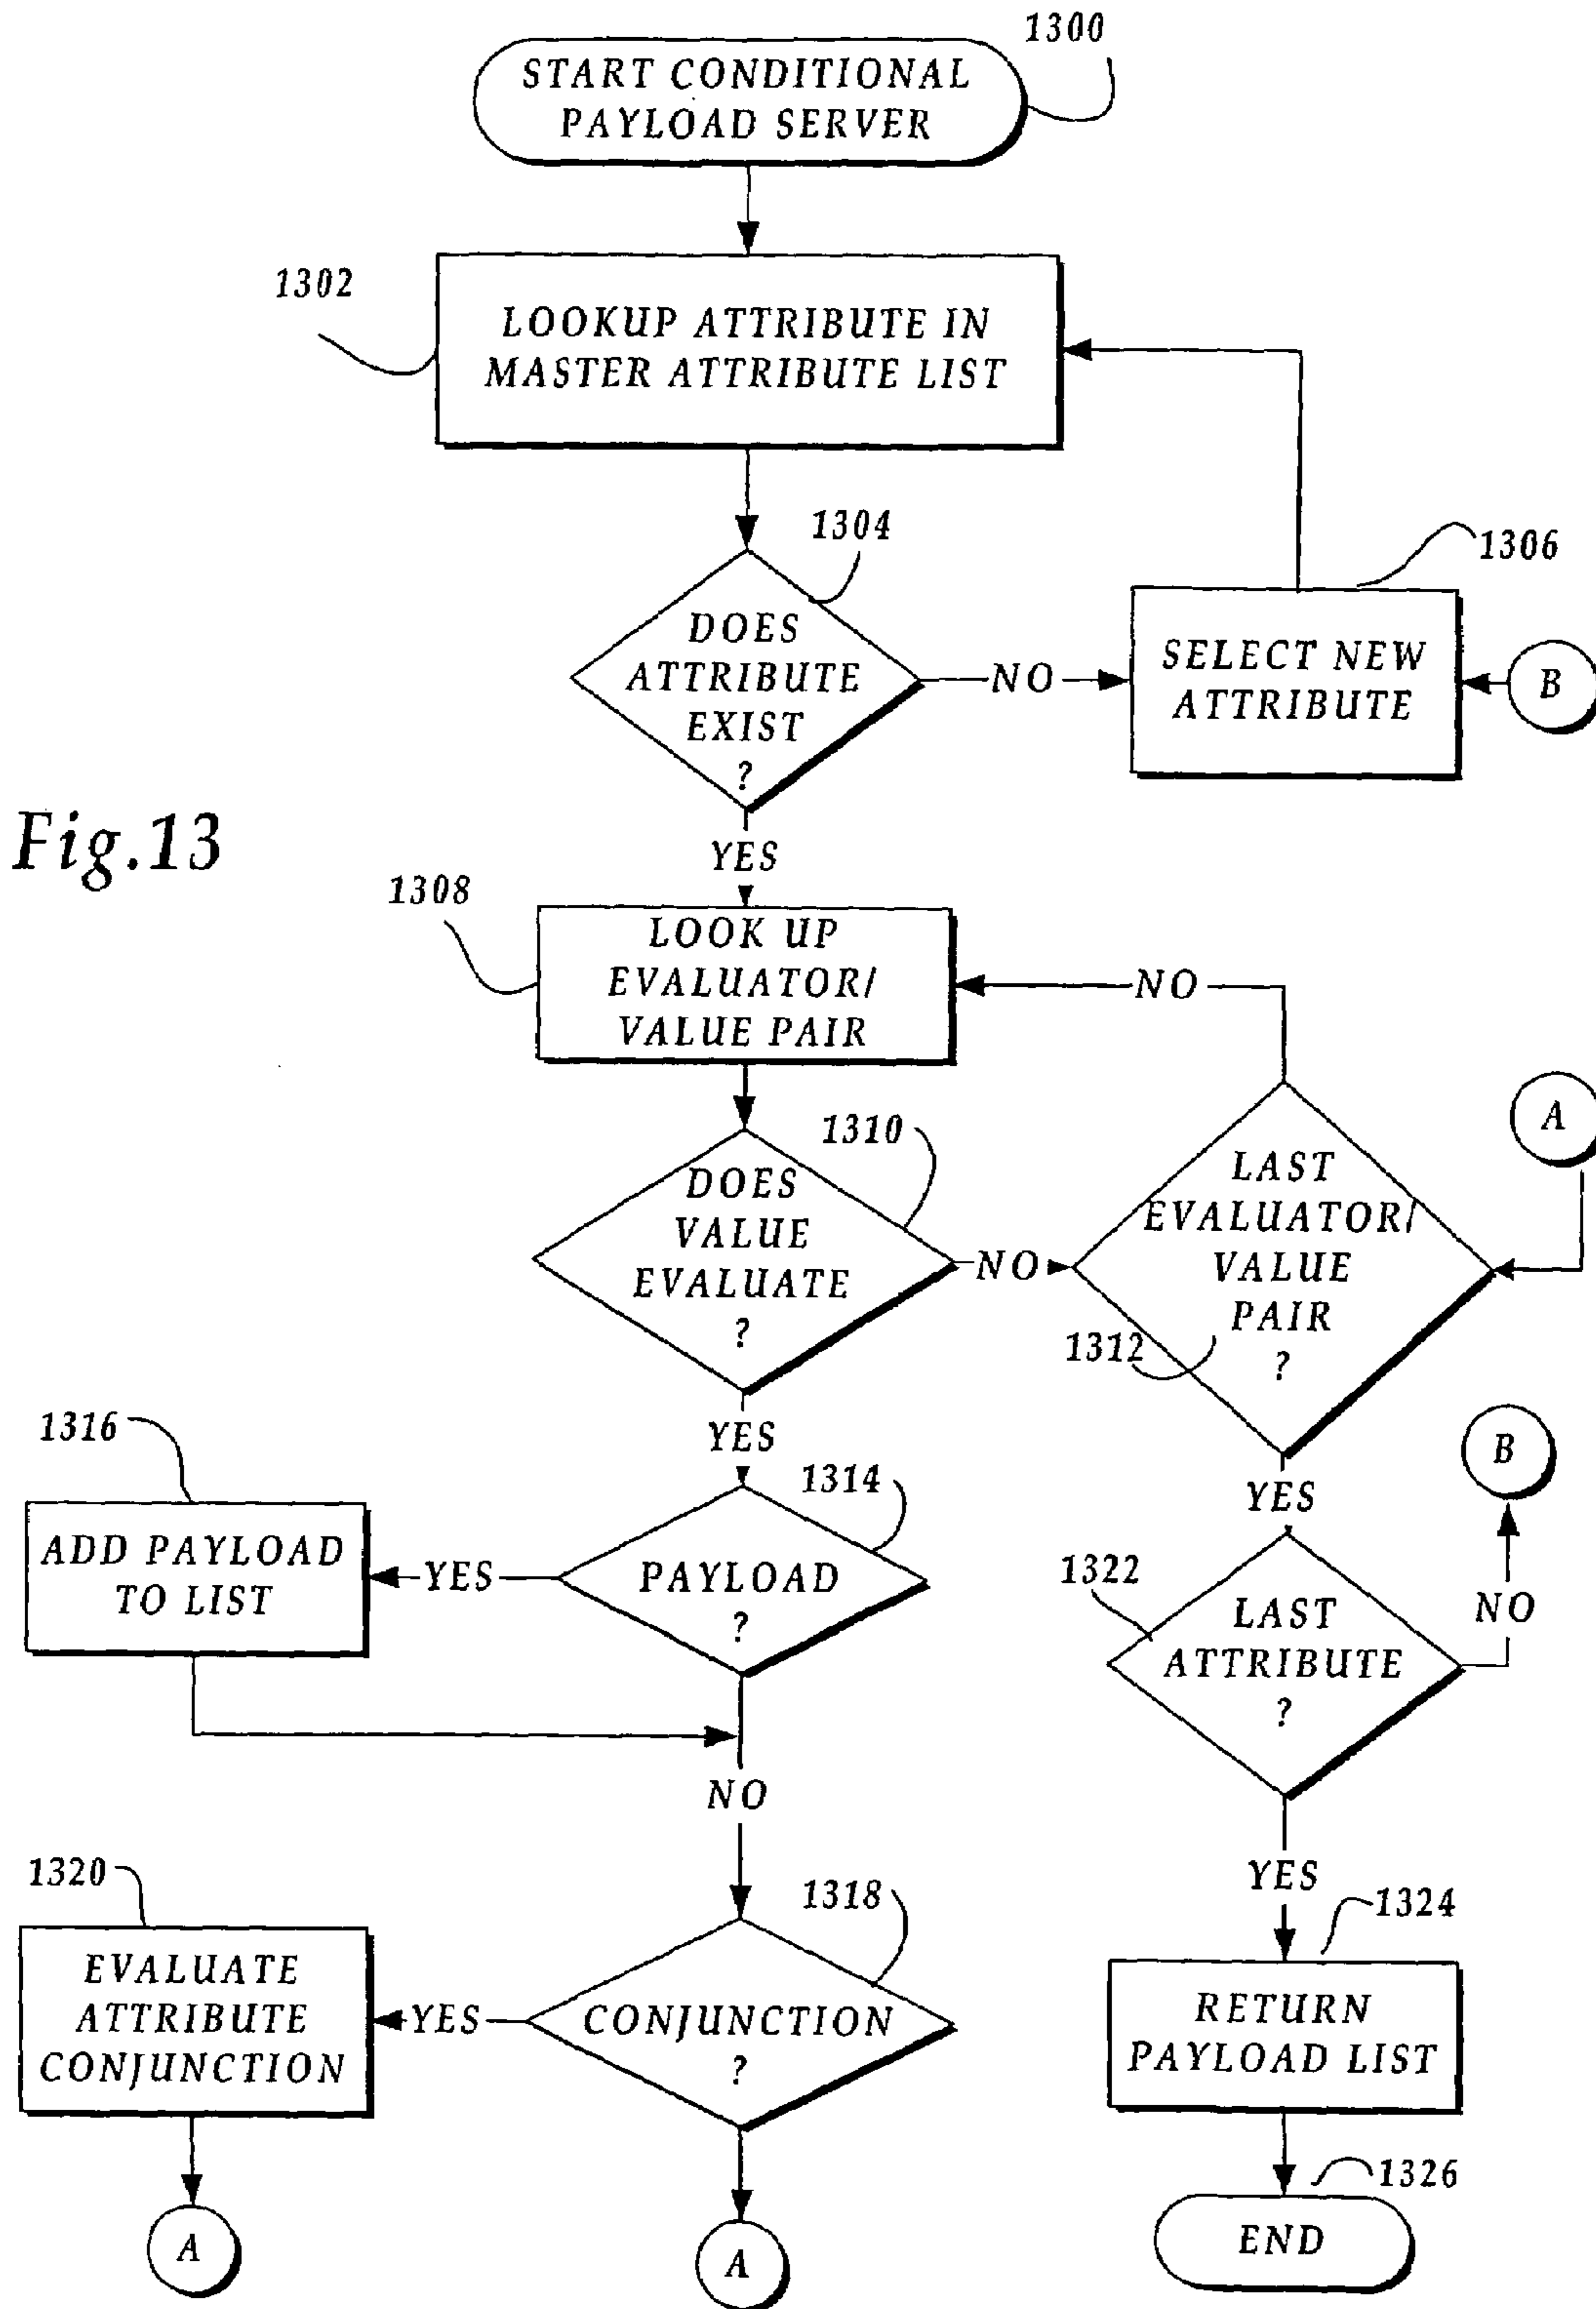 1300
START CONDITIONAL
PAYLOAD SERVER
1302
LOOKUP ATTRIBUTE IN
MASTER ATTRIBUTE LIST
1304
DOES
ATTRIBUTE
EXIST
?
NO
1306
SELECT NEW
ATTRIBUTE
B
YES
Fig.13
1308
LOOK UP
EVALUATOR/
VALUE PAIR
NO
1310
DOES
VALUE
EVALUATE
?
NO
LAST
EVALUATOR/
VALUE
PAIR
?
1312
A
YES
1316
ADD PAYLOAD
TO LIST
YES
1314
PAYLOAD
?
YES
B
1322
LAST
ATTRIBUTE
?
NO
NO
YES
1320
EVALUATE
ATTRIBUTE
CONJUNCTION
YES
1318
CONJUNCTION
?
1324
RETURN
PAYLOAD LIST
1326
END
A
A